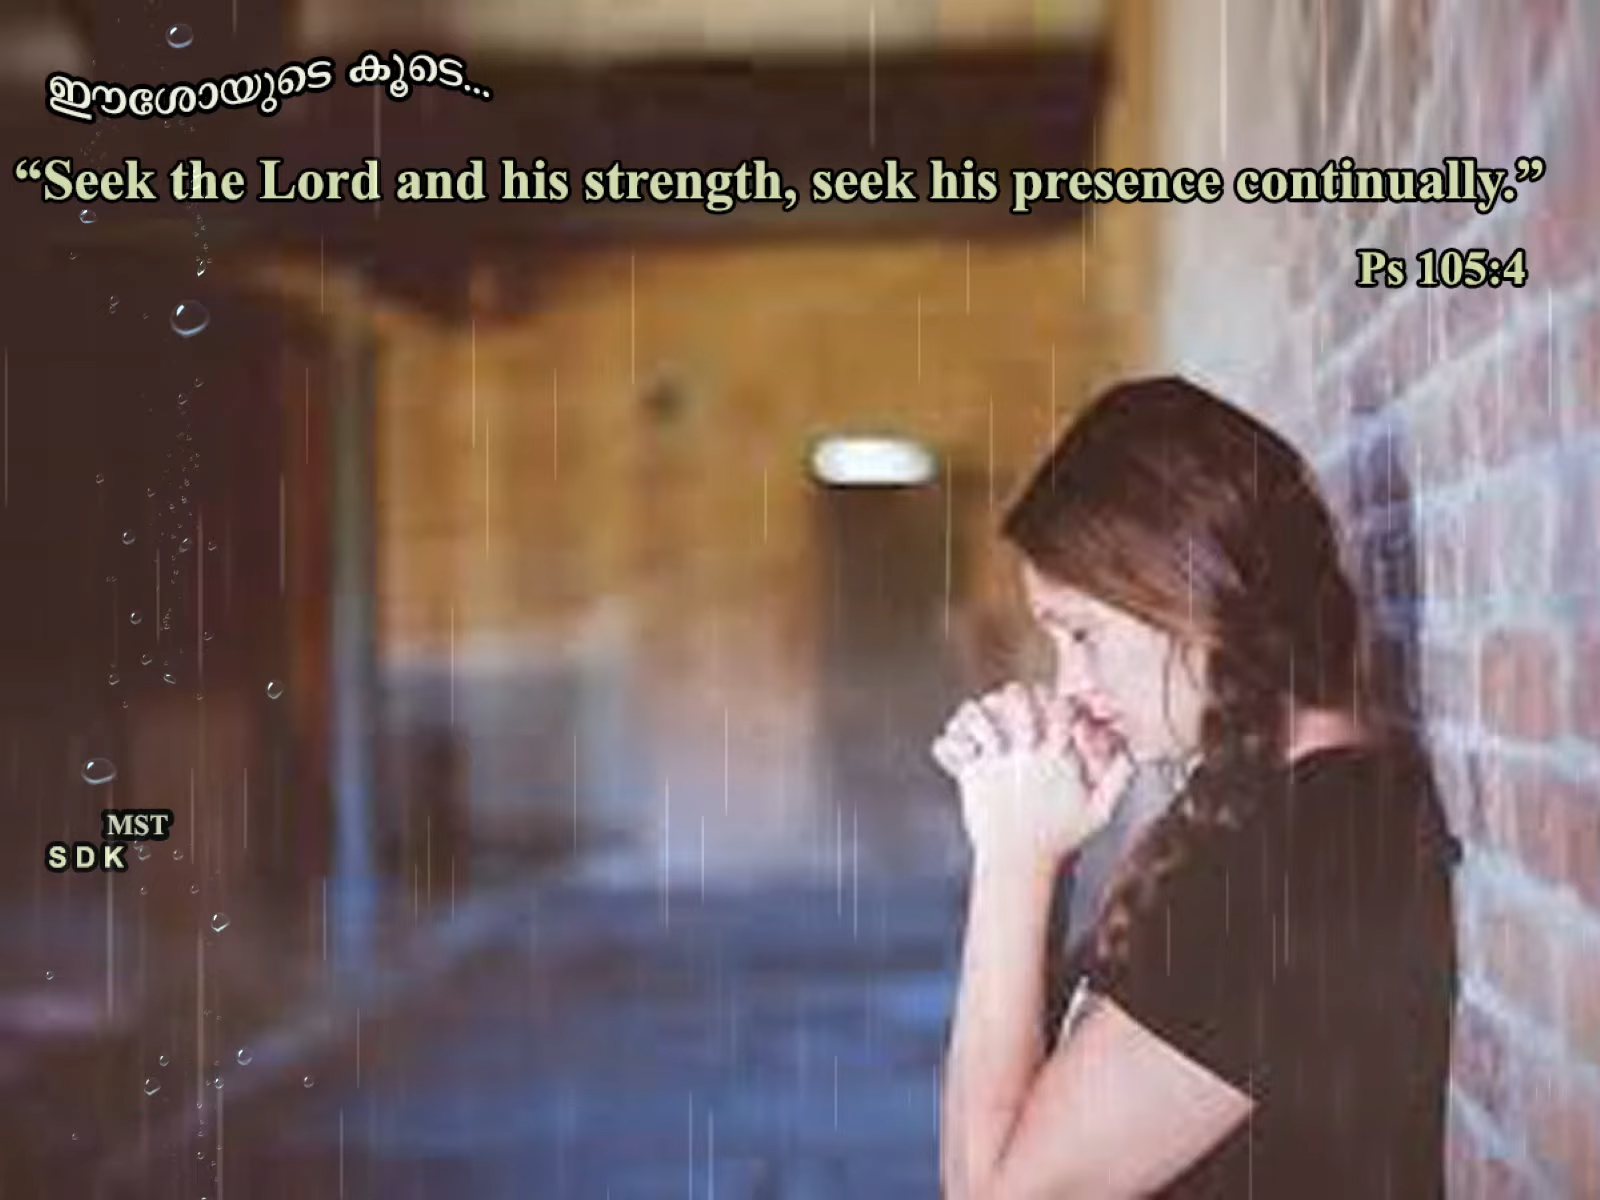 ഈശോയുടെ കൂടെ...
“Seek the Lord and his strength, seek his presence continually.”
Ps 105:4
MST
SDK